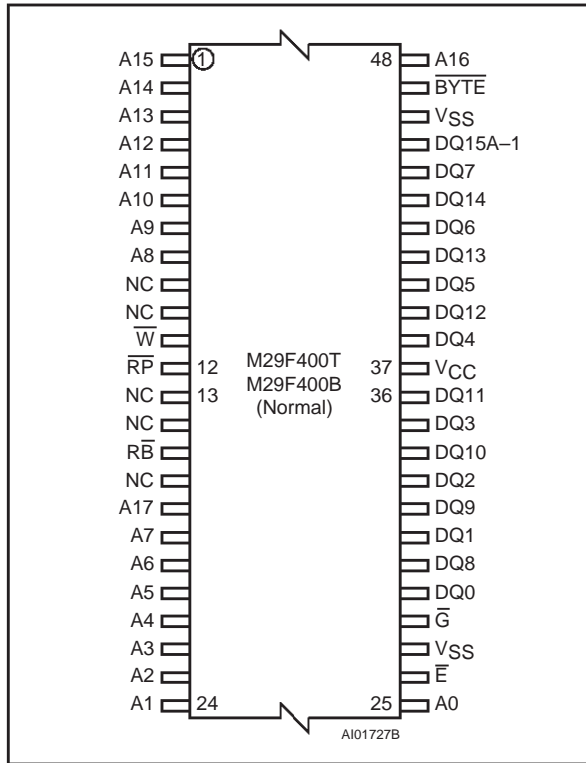 A15 1 48 A16
A14 B̅Y̅T̅E̅
A13 VSS
A12 DQ15A–1
A11 DQ7
A10 DQ14
A9 DQ6
A8 DQ13
NC DQ5
NC DQ12
W̅ DQ4
R̅P̅ 12 M29F400T 37 VCC
NC 13 M29F400B 36 DQ11
NC (Normal) DQ3
RB̅ DQ10
NC DQ2
A17 DQ9
A7 DQ1
A6 DQ8
A5 DQ0
A4 G̅
A3 VSS
A2 E̅
A1 24 25 A0
AI01727B